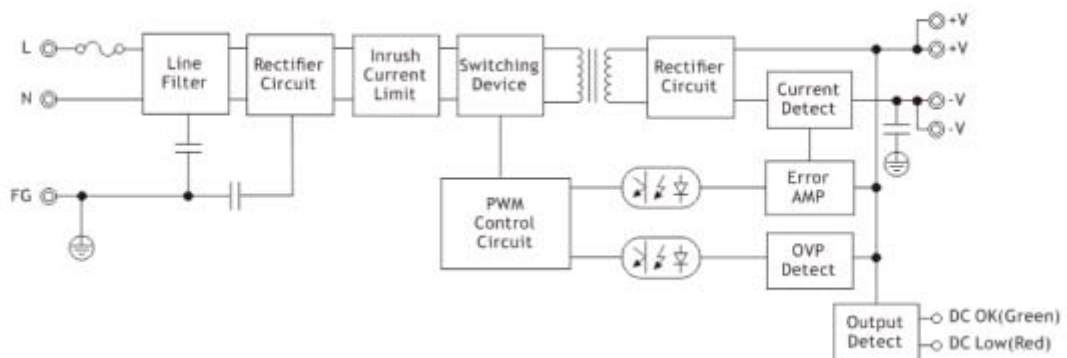 L
N
FG
Line
Filter
Rectifier
Circuit
Inrush
Current
Limit
Switching
Device
Rectifier
Circuit
Current
Detect
+V
+V
-V
-V
PWM
Control
Circuit
Error
AMP
OVP
Detect
Output
Detect
DC OK(Green)
DC Low(Red)